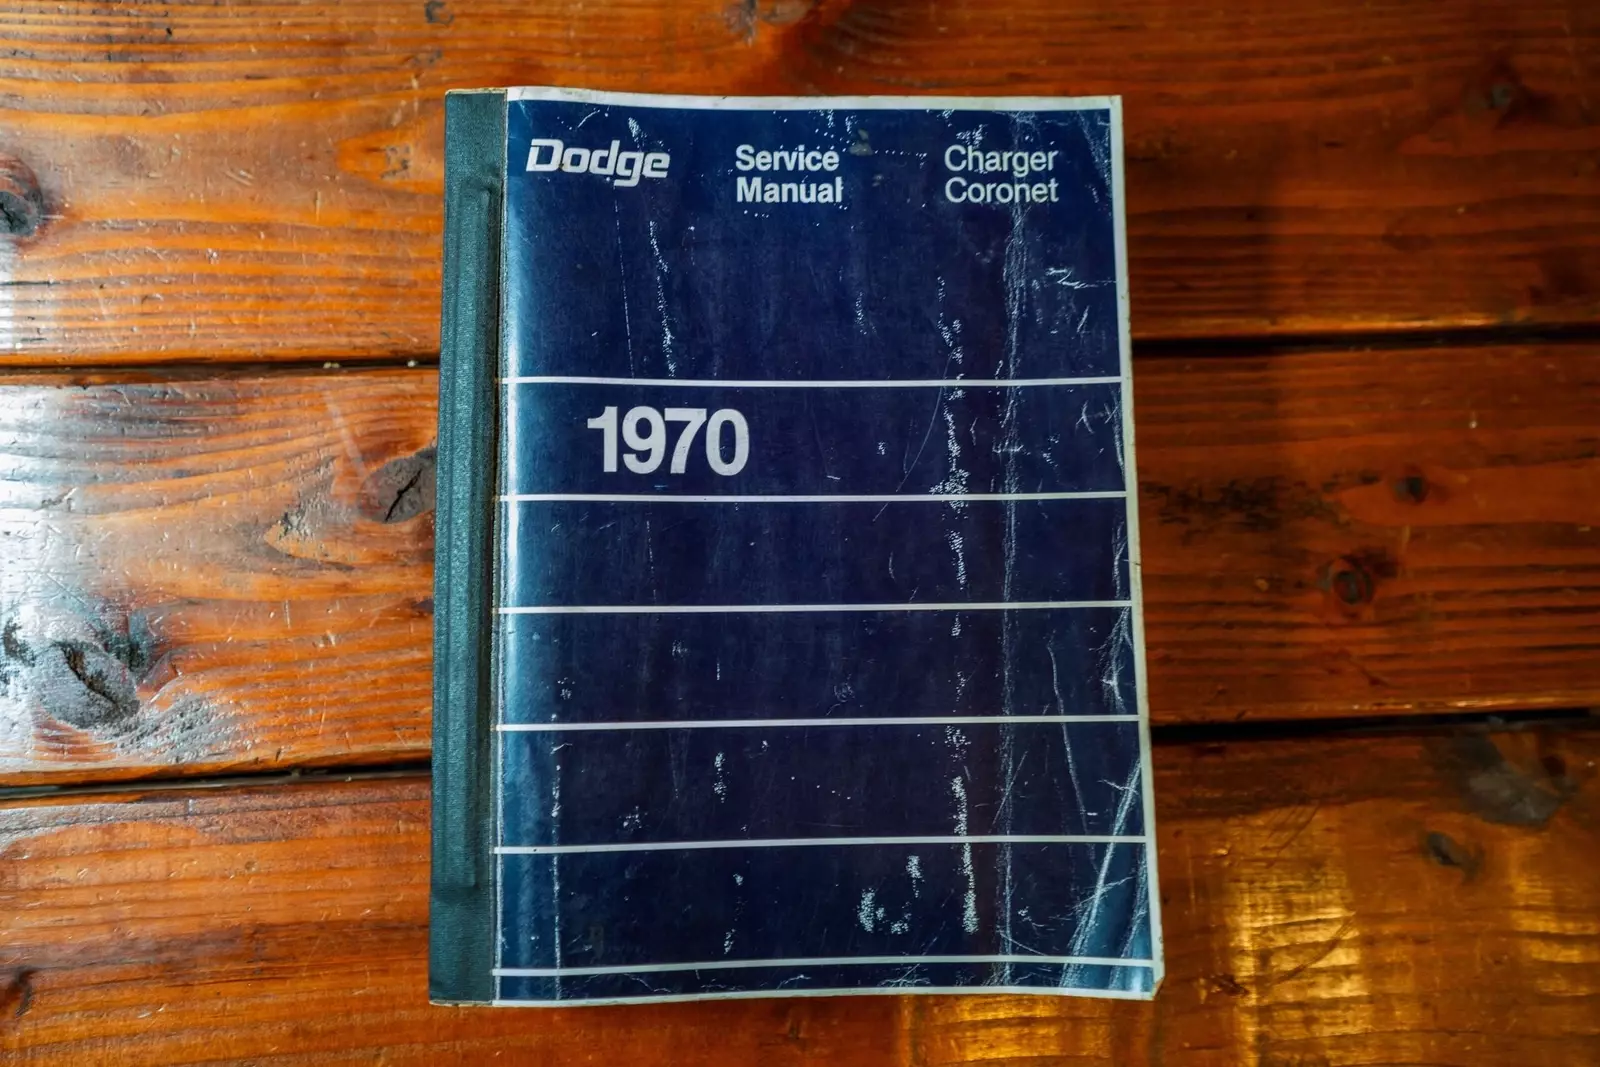 Dodge
Service
Manual
Charger
Coronet
1970